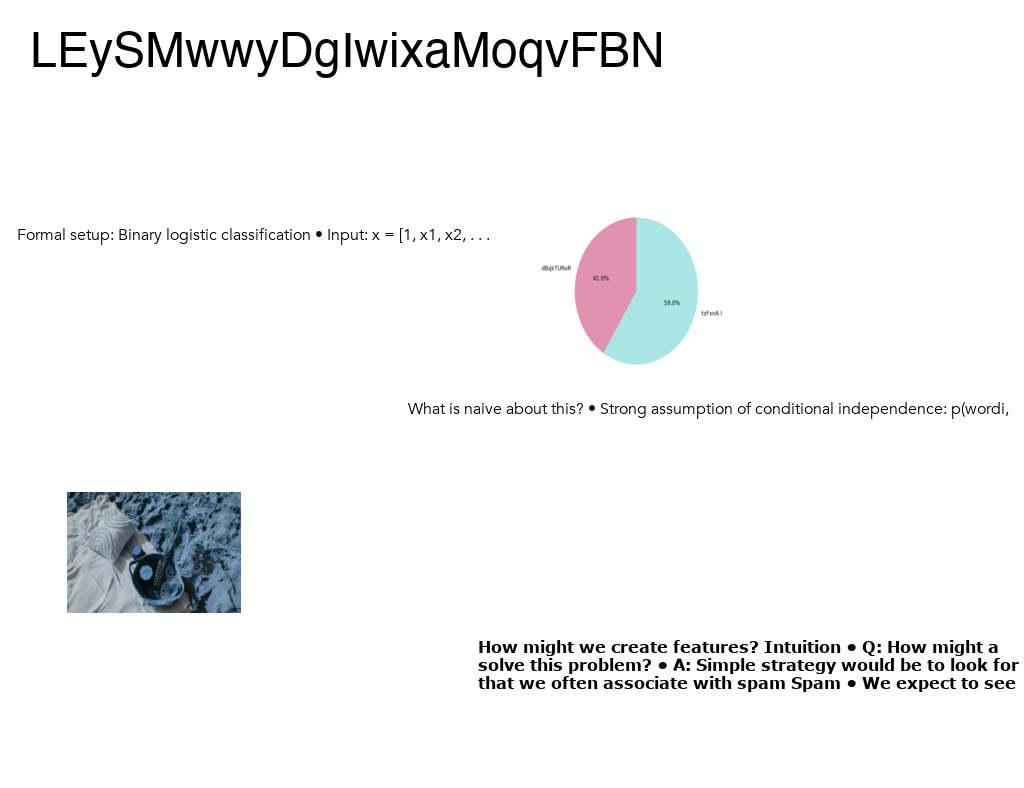 LEySMwwyDgIwixaMoqvFBN
Formal setup: Binary logistic classification • Input: x = [1, x1, x2, . . .
dBqkTURoR
41.0%
59.0%
tzFxnA l
What is naive about this? • Strong assumption of conditional independence: p(wordi,
How might we create features? Intuition • Q: How might a
solve this problem? • A: Simple strategy would be to look for
that we often associate with spam Spam • We expect to see